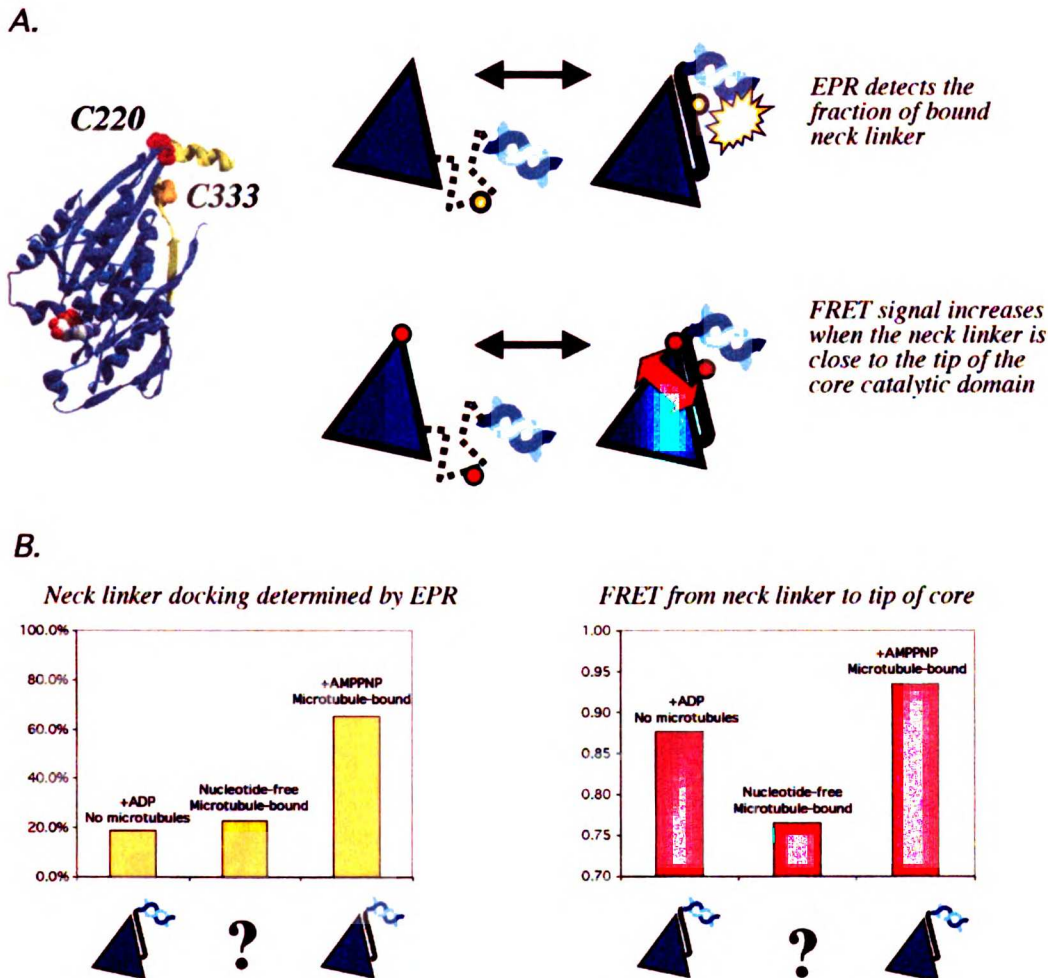 A.
C220
C333
EPR detects the
fraction of bound
neck linker
FRET signal increases
when the neck linker is
close to the tip of the
core catalytic domain
B.
Neck linker docking determined by EPR
100.0%
80.0%
60.0%
40.0%
20.0%
0.0%
+ADP
No microtubules
Nucleotide-free
Microtubule-bound
+AMPPNP
Microtubule-bound
?
FRET from neck linker to tip of core
1.00
0.95
0.90
0.85
0.80
0.75
0.70
+ADP
No microtubules
Nucleotide-free
Microtubule-bound
+AMPPNP
Microtubule-bound
?